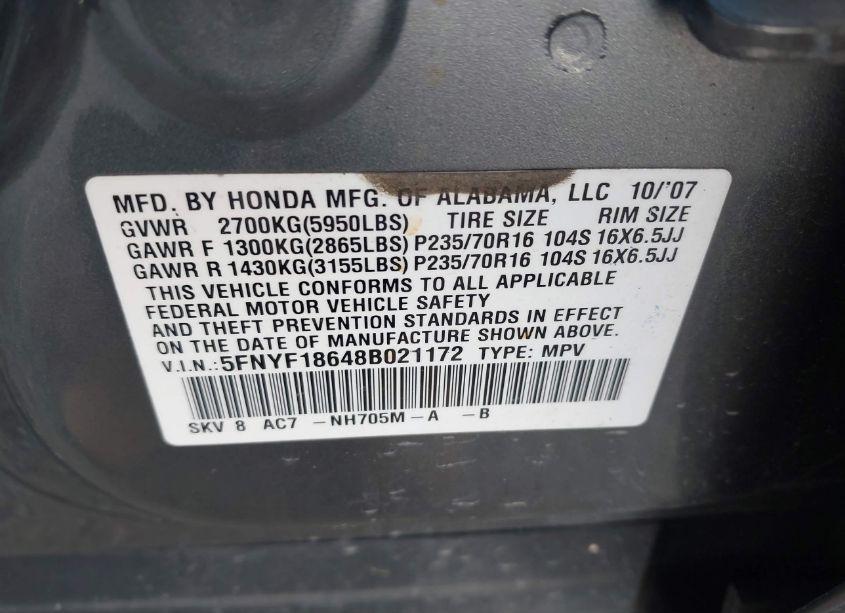 MFD. BY HONDA MFG. OF ALABAMA, LLC 10/'07
GVWR 2700KG(5950LBS) TIRE SIZE RIM SIZE
GAWR F 1300KG(2865LBS) P235/70R16 104S 16X6.5JJ
GAWR R 1430KG(3155LBS) P235/70R16 104S 16X6.5JJ
THIS VEHICLE CONFORMS TO ALL APPLICABLE
FEDERAL MOTOR VEHICLE SAFETY
AND THEFT PREVENTION STANDARDS IN EFFECT
ON THE DATE OF MANUFACTURE SHOWN ABOVE.
V.I.N.:5FNYF18648B021172 TYPE: MPV
SKV 8 AC7 -NH705M-A -B